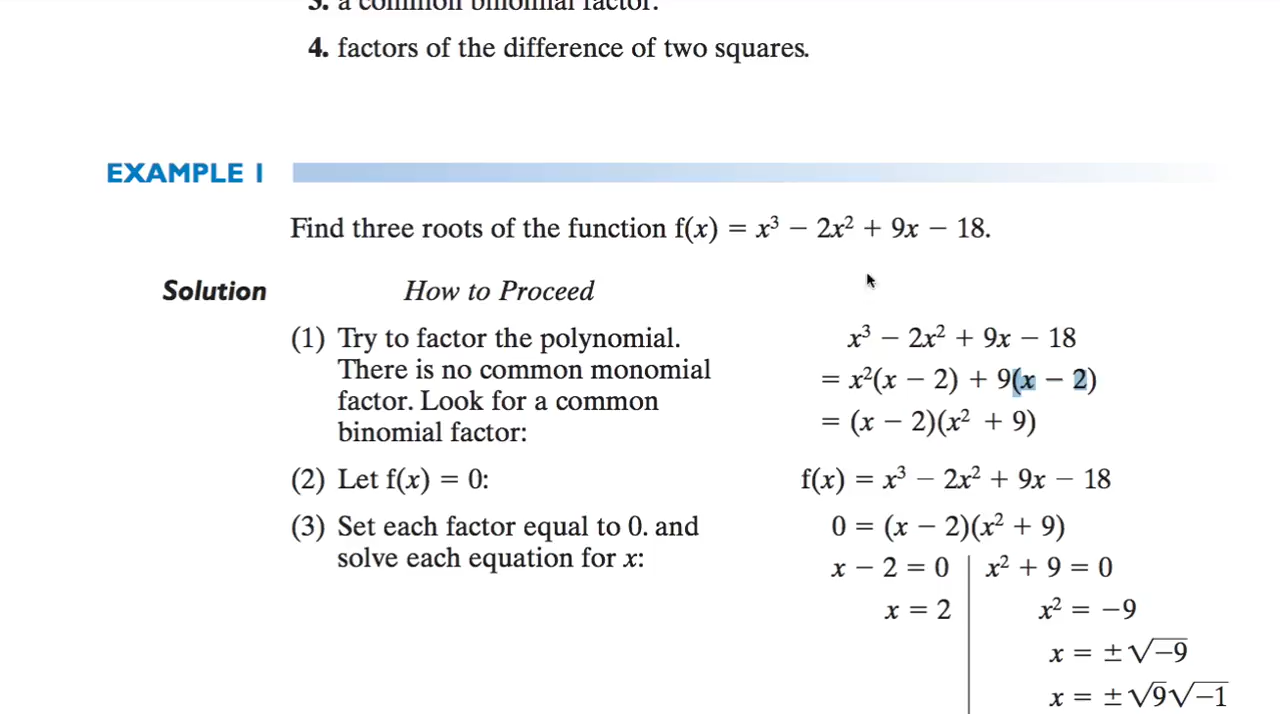 3. a common binomial factor.
4. factors of the difference of two squares.
EXAMPLE 1
Find three roots of the function f(x) = x³ − 2x² + 9x − 18.
Solution How to Proceed
(1) Try to factor the polynomial. There is no common monomial factor. Look for a common binomial factor:
x³ − 2x² + 9x − 18
= x²(x − 2) + 9(x − 2)
= (x − 2)(x² + 9)
(2) Let f(x) = 0:
f(x) = x³ − 2x² + 9x − 18
(3) Set each factor equal to 0. and
solve each equation for x:
0 = (x − 2)(x² + 9)
x − 2 = 0
x = 2
x² + 9 = 0
x² = −9
x = ±√−9
x = ±√9√−1